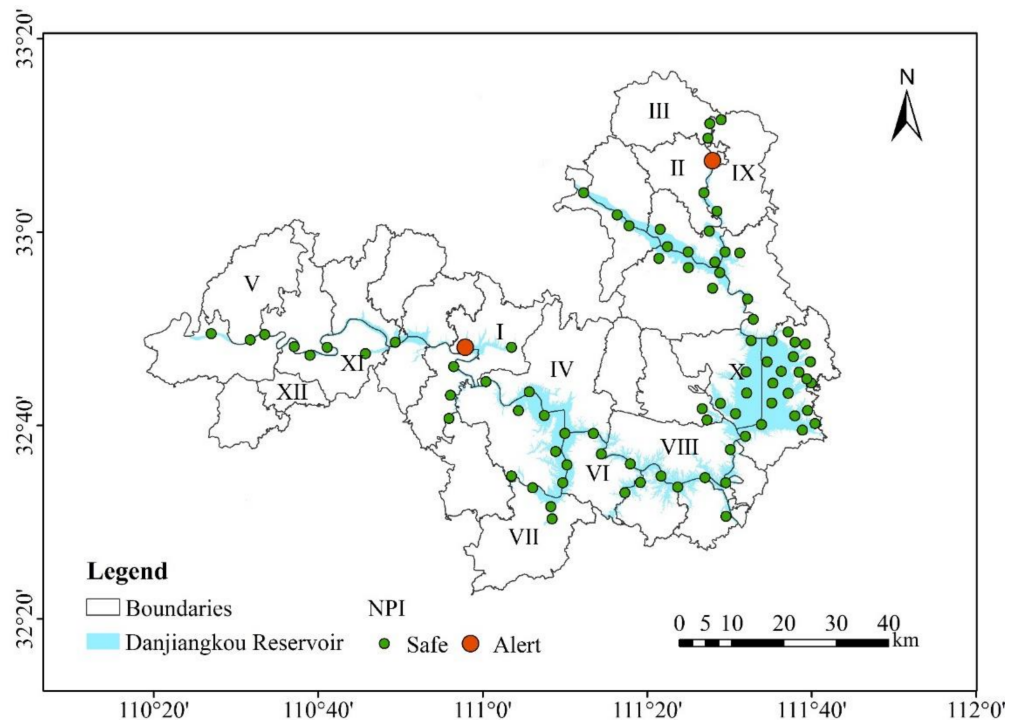 33°20'
33°0'
32°40'
32°20'
N
III
II
IX
V
I
XI
XII
IV
X
VIII
VI
VII
Legend
Boundaries
Danjiangkou Reservoir
NPI
Safe
Alert
0 5 10 20 30 40
km
110°20' 110°40' 111°0' 111°20' 111°40' 112°0'